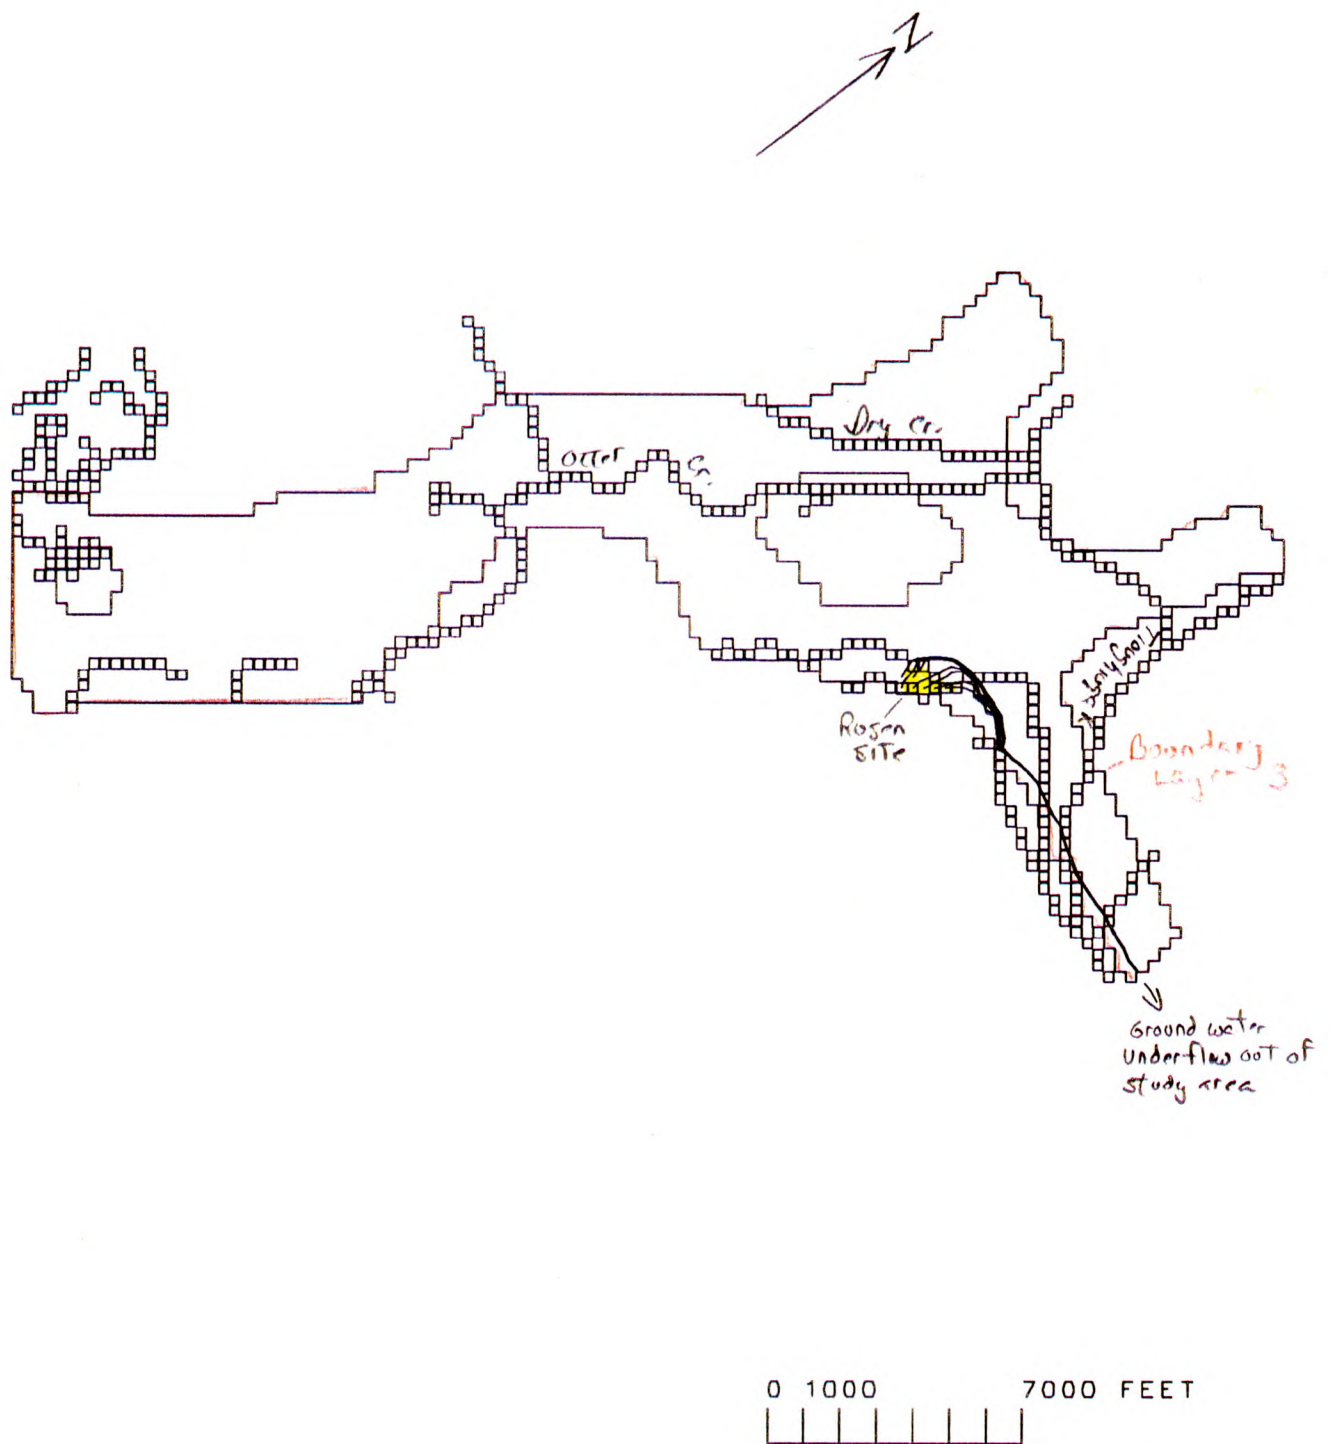 N
Dry Cr.
Otter Cr.
Rosen
SITE
Boundary
Layer 3
Ground water
Underflow out of
study area
0 1000 7000 FEET